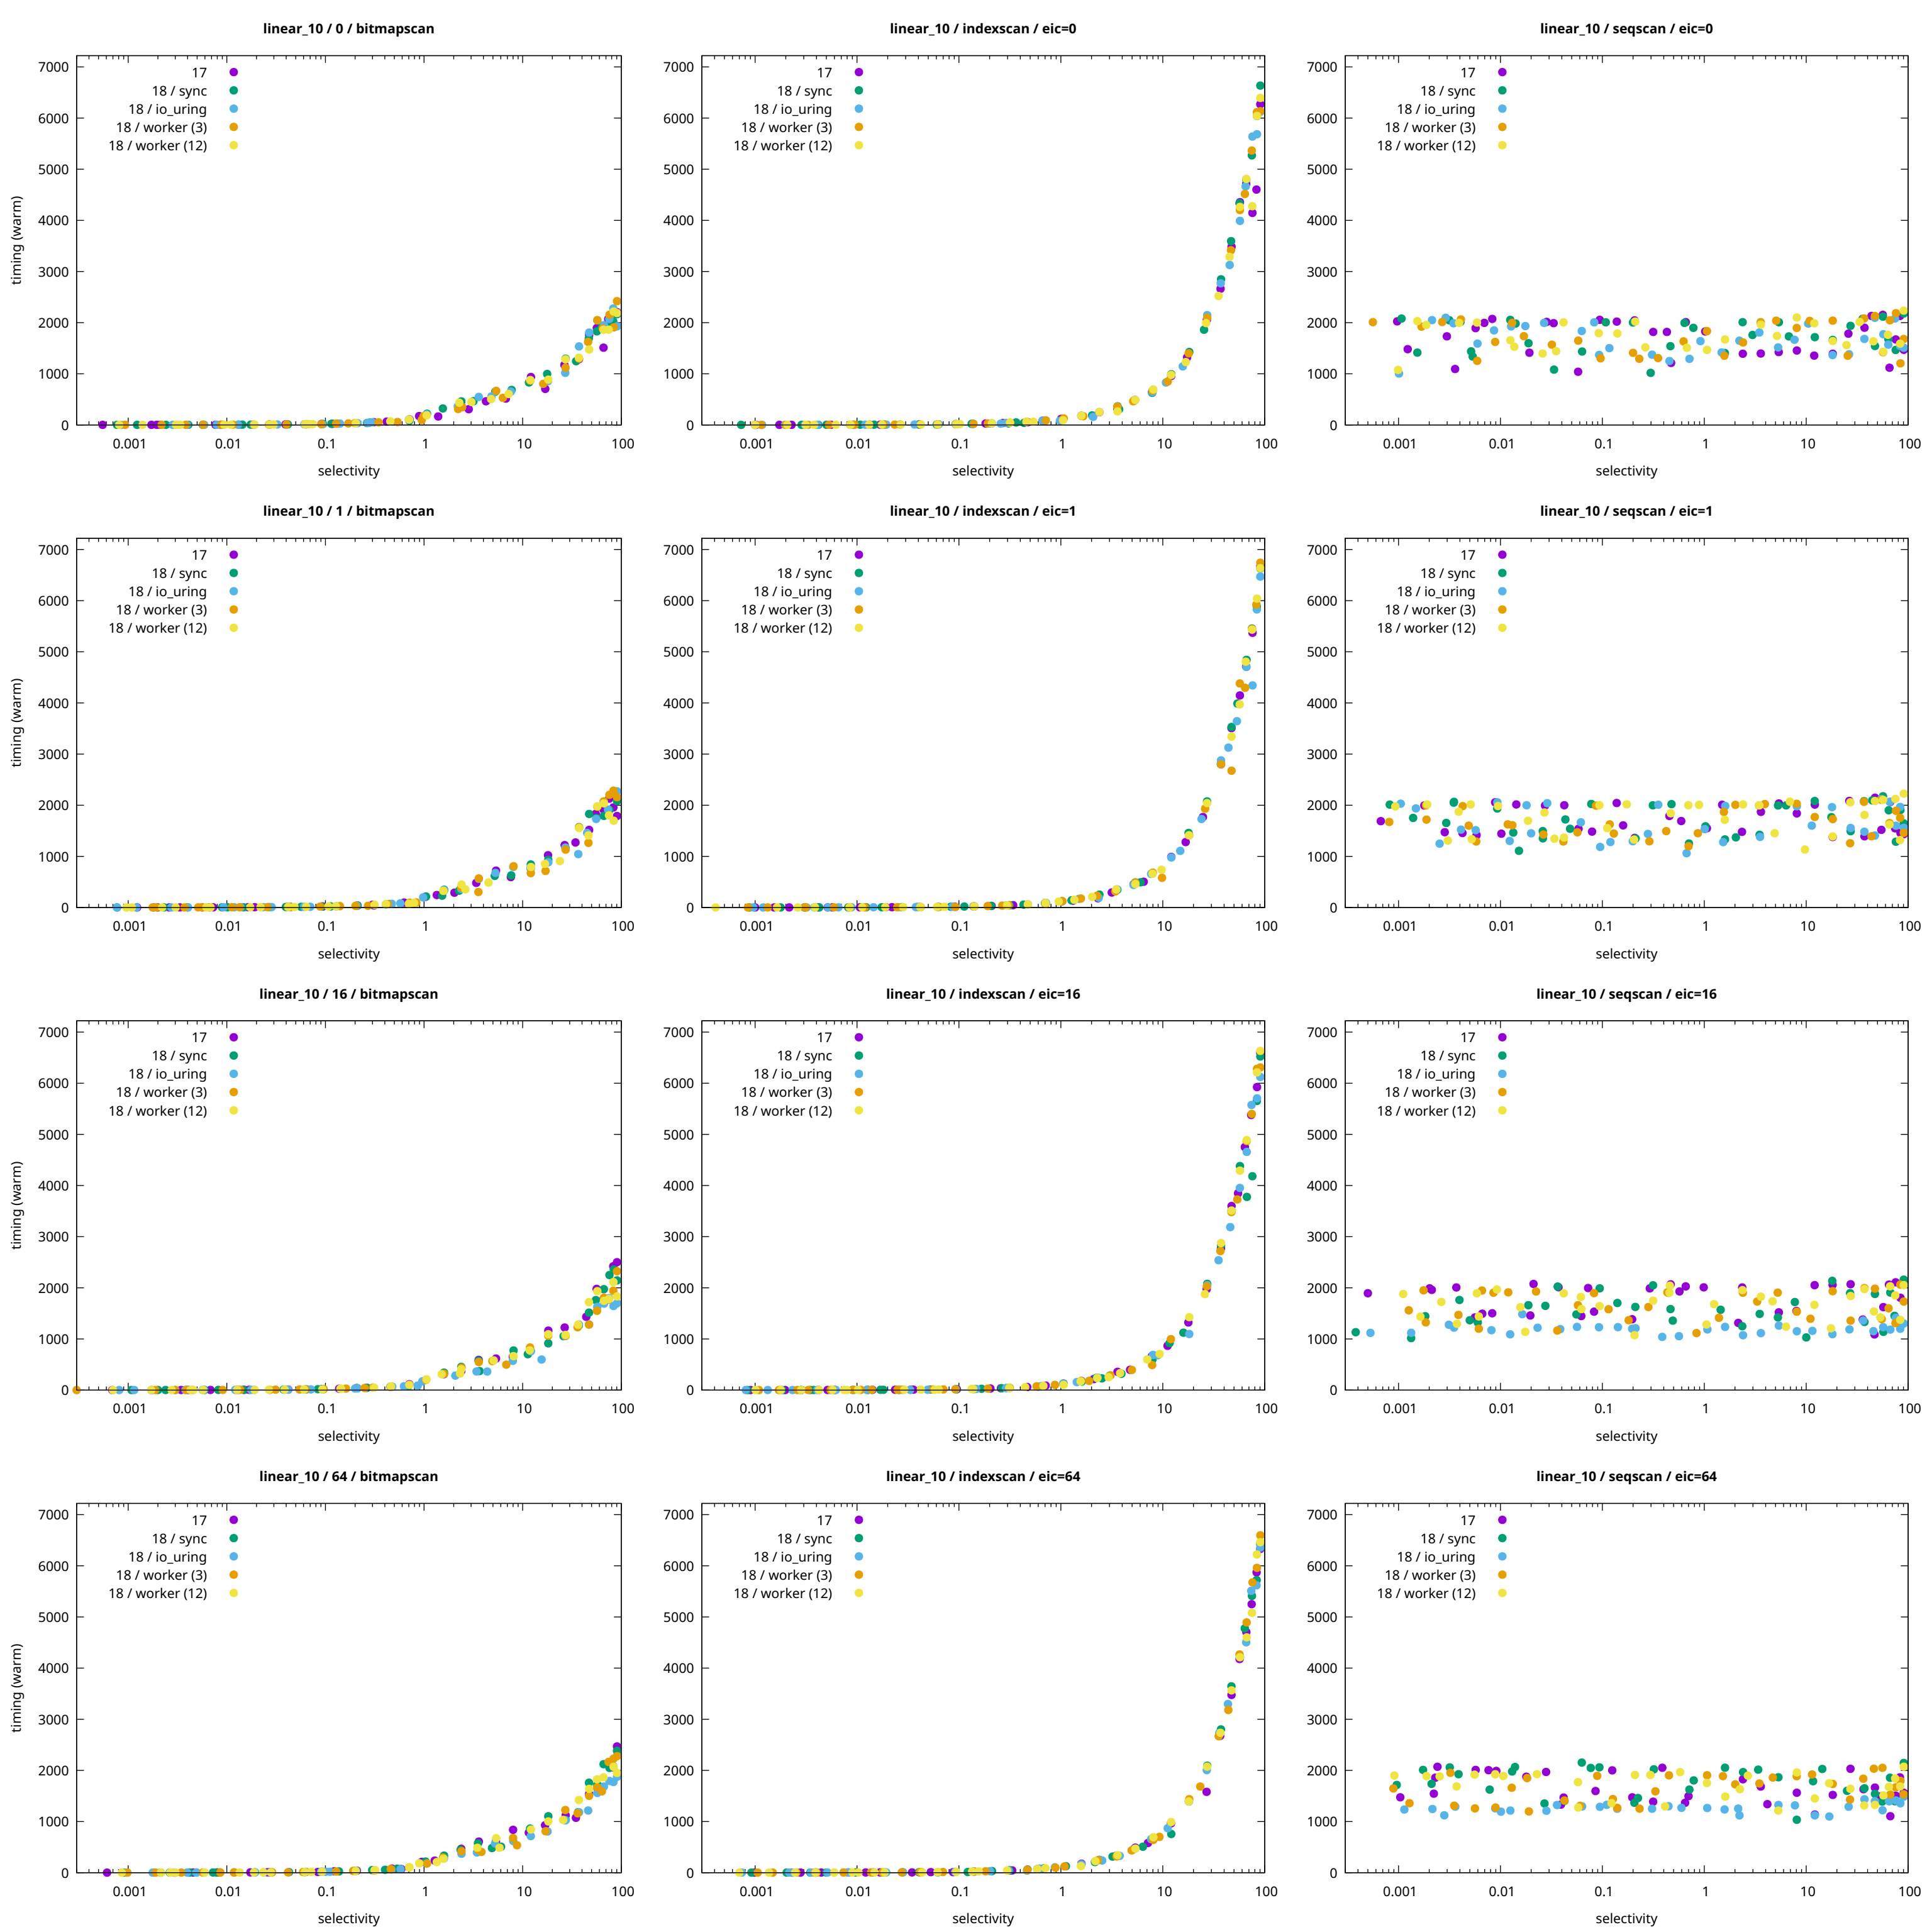 linear_10 / 0 / bitmapscan
timing (warm)
7000
6000
5000
4000
3000
2000
1000
0
17
18 / sync
18 / io_uring
18 / worker (3)
18 / worker (12)
0.001 0.01 0.1 1 10 100
selectivity
linear_10 / indexscan / eic=0
7000
6000
5000
4000
3000
2000
1000
0
17
18 / sync
18 / io_uring
18 / worker (3)
18 / worker (12)
0.001 0.01 0.1 1 10 100
selectivity
linear_10 / seqscan / eic=0
7000
6000
5000
4000
3000
2000
1000
0
17
18 / sync
18 / io_uring
18 / worker (3)
18 / worker (12)
0.001 0.01 0.1 1 10 100
selectivity
linear_10 / 1 / bitmapscan
timing (warm)
7000
6000
5000
4000
3000
2000
1000
0
17
18 / sync
18 / io_uring
18 / worker (3)
18 / worker (12)
0.001 0.01 0.1 1 10 100
selectivity
linear_10 / indexscan / eic=1
7000
6000
5000
4000
3000
2000
1000
0
17
18 / sync
18 / io_uring
18 / worker (3)
18 / worker (12)
0.001 0.01 0.1 1 10 100
selectivity
linear_10 / seqscan / eic=1
7000
6000
5000
4000
3000
2000
1000
0
17
18 / sync
18 / io_uring
18 / worker (3)
18 / worker (12)
0.001 0.01 0.1 1 10 100
selectivity
linear_10 / 16 / bitmapscan
timing (warm)
7000
6000
5000
4000
3000
2000
1000
0
17
18 / sync
18 / io_uring
18 / worker (3)
18 / worker (12)
0.001 0.01 0.1 1 10 100
selectivity
linear_10 / indexscan / eic=16
7000
6000
5000
4000
3000
2000
1000
0
17
18 / sync
18 / io_uring
18 / worker (3)
18 / worker (12)
0.001 0.01 0.1 1 10 100
selectivity
linear_10 / seqscan / eic=16
7000
6000
5000
4000
3000
2000
1000
0
17
18 / sync
18 / io_uring
18 / worker (3)
18 / worker (12)
0.001 0.01 0.1 1 10 100
selectivity
linear_10 / 64 / bitmapscan
timing (warm)
7000
6000
5000
4000
3000
2000
1000
0
17
18 / sync
18 / io_uring
18 / worker (3)
18 / worker (12)
0.001 0.01 0.1 1 10 100
selectivity
linear_10 / indexscan / eic=64
7000
6000
5000
4000
3000
2000
1000
0
17
18 / sync
18 / io_uring
18 / worker (3)
18 / worker (12)
0.001 0.01 0.1 1 10 100
selectivity
linear_10 / seqscan / eic=64
7000
6000
5000
4000
3000
2000
1000
0
17
18 / sync
18 / io_uring
18 / worker (3)
18 / worker (12)
0.001 0.01 0.1 1 10 100
selectivity